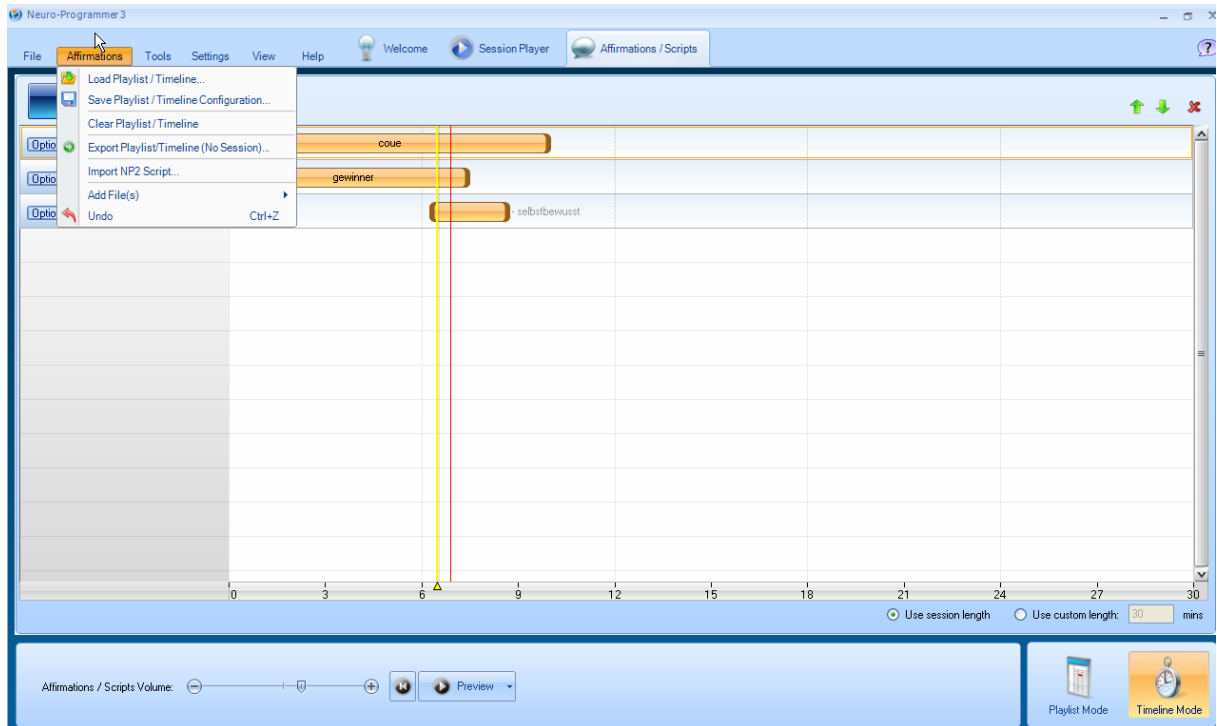 Neuro-Programmer 3
File Affirmations Tools Settings View Help Welcome Session Player Affirmations / Scripts
Load Playlist / Timeline...
Save Playlist / Timeline Configuration...
Clear Playlist / Timeline
Export Playlist/Timeline (No Session)...
Import NP2 Script...
Add File(s)
Undo Ctrl+Z
Optio coue
Optio gewinner
Optio - selbstbewusst
0 3 6 9 12 15 18 21 24 27 30
Use session length Use custom length: 30 mins
Affirmations / Scripts Volume: Preview
Playlist Mode Timeline Mode